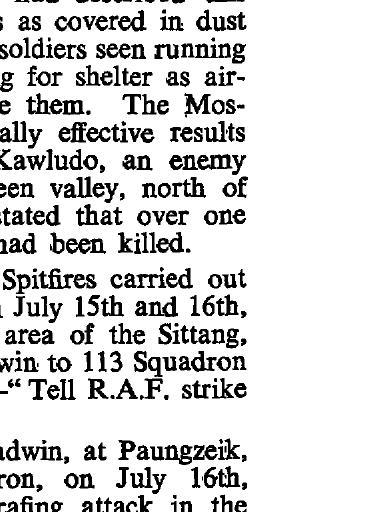 s as covered in dust
soldiers seen running
g for shelter as air-
e them. The Mos-
ally effective results
Kawludo, an enemy
een valley, north of
stated that over one
had been killed.
Spitfires carried out
July 15th and 16th,
area of the Sittang,
win to 113 Squadron
—“ Tell R.A.F. strike
adwin, at Paungzeik,
ron, on July 16th,
rafing attack in the